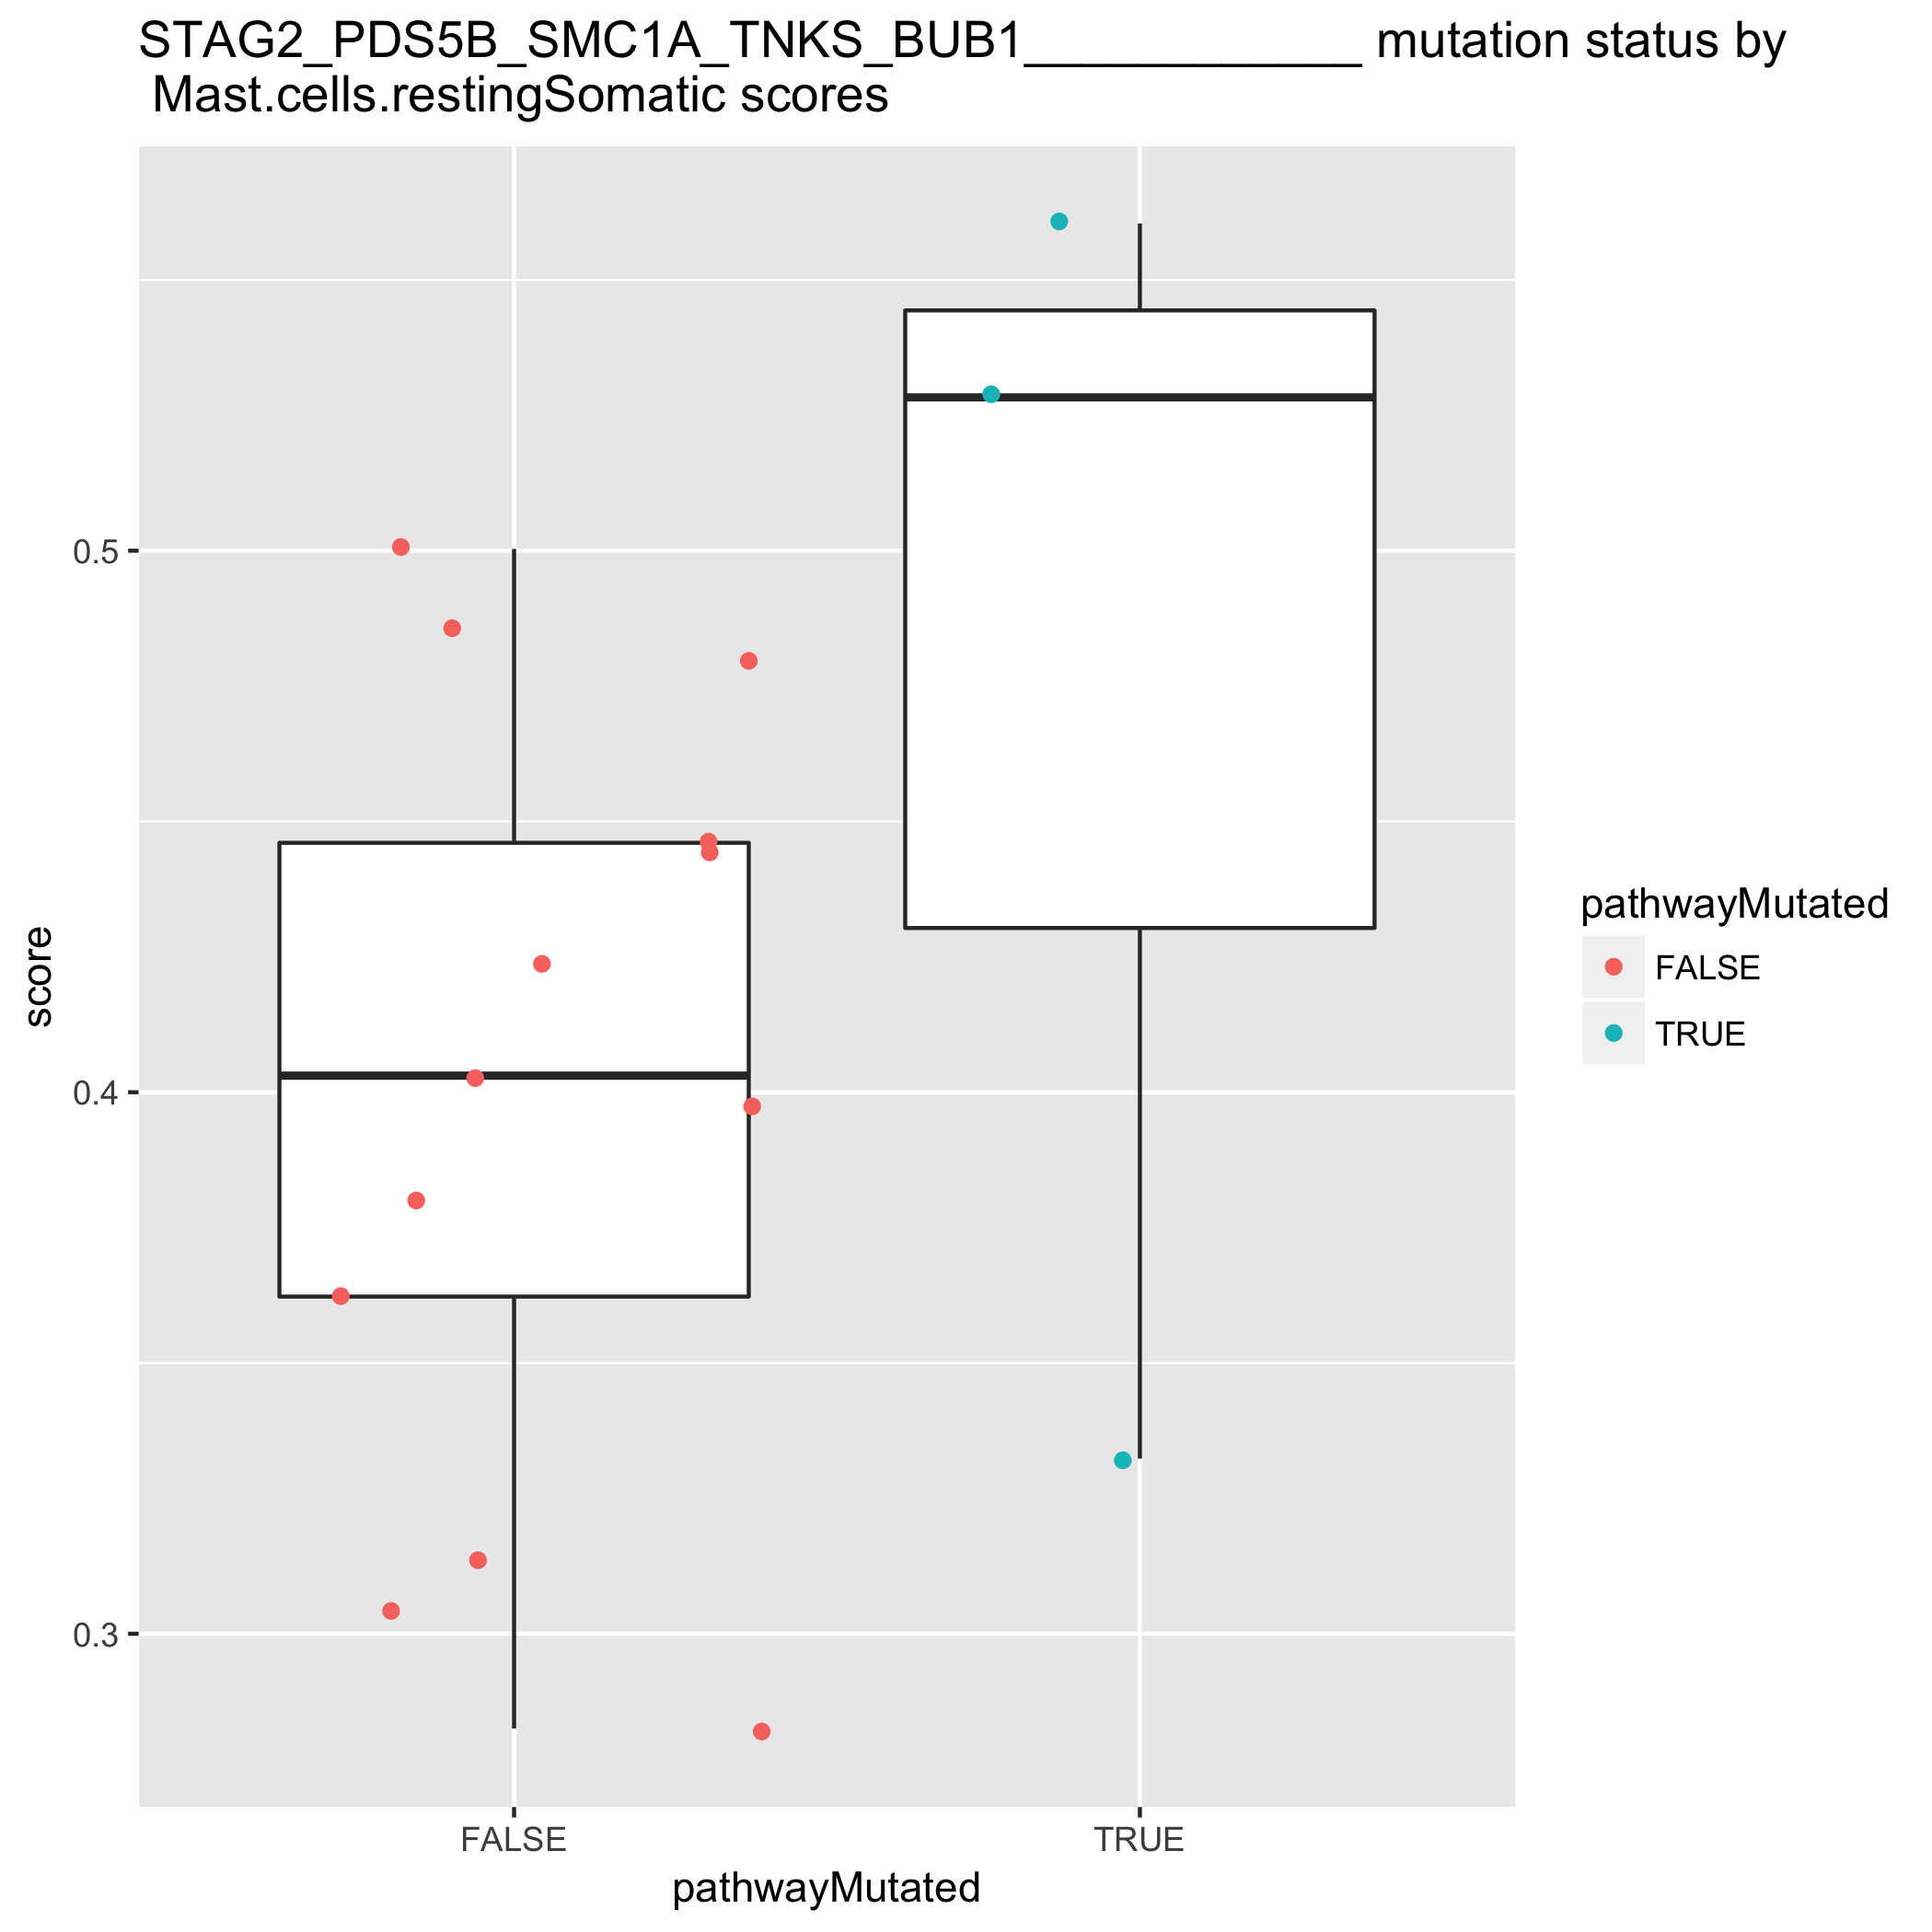 STAG2_PDS5B_SMC1A_TNKS_BUB1____________ mutation status by
Mast.cells.restingSomatic scores
0.5
0.4
0.3
score
FALSE
TRUE
pathwayMutated
pathwayMutated
FALSE
TRUE